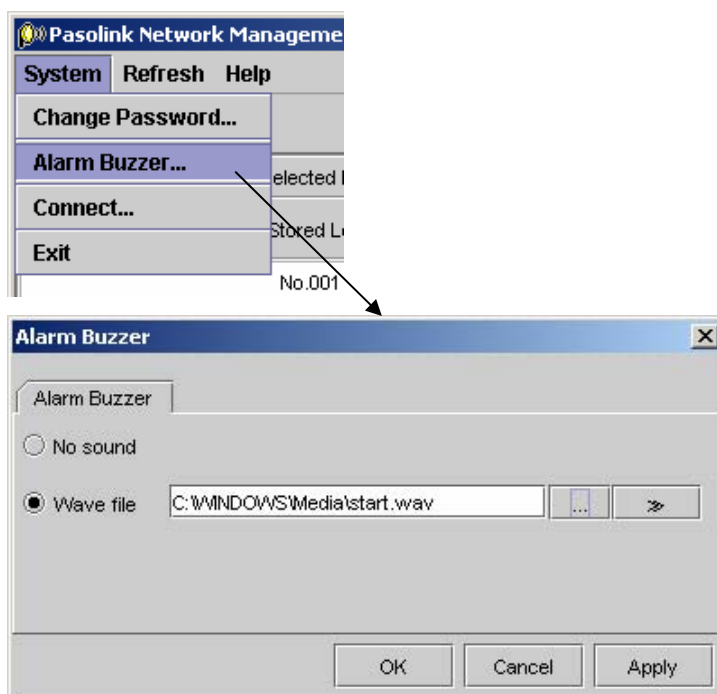 Pasolink Network Manageme
System Refresh Help
Change Password...
Alarm Buzzer...
elected
Connect...
Stored L
Exit
No.001
Alarm Buzzer
Alarm Buzzer
No sound
Wave file C:\WINDOWS\Media\start.wav ... >>
OK Cancel Apply